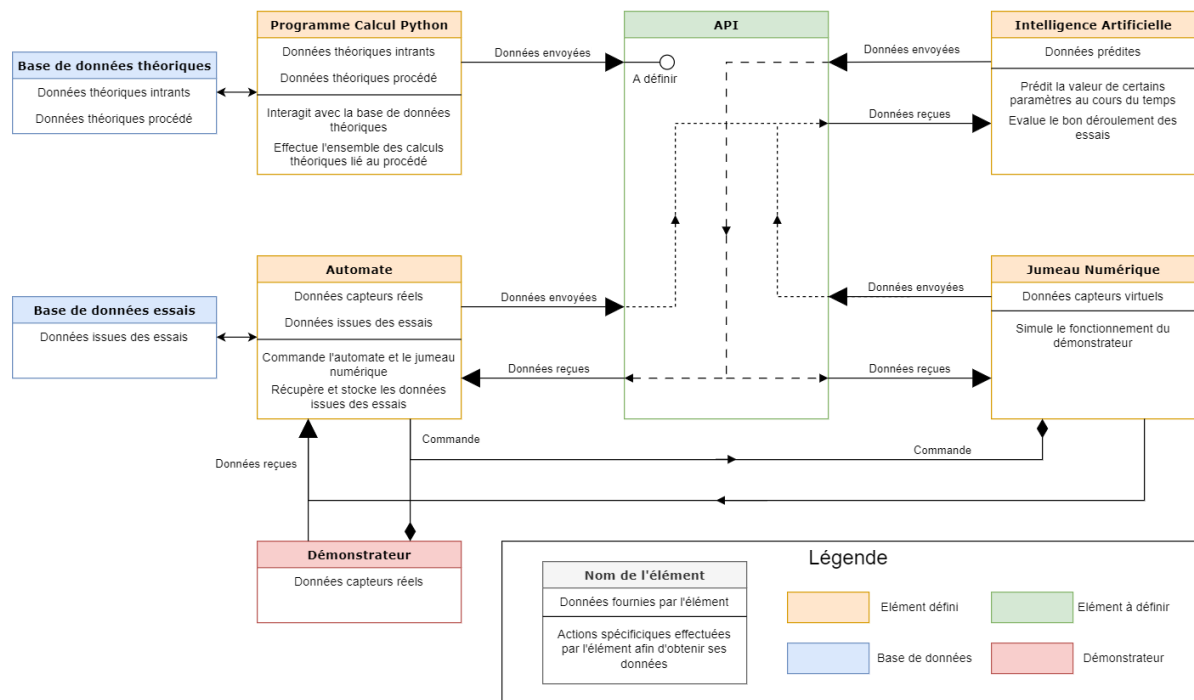 Programme Calcul Python
Données théoriques intrants
Données théoriques procédé
Interagit avec la base de données
théoriques
Effectue l'ensemble des calculs
théoriques lié au procédé
Base de données théoriques
Données théoriques intrants
Données théoriques procédé
Données envoyées
API
A définir
Données envoyées
Données reçues
Intelligence Artificielle
Données prédites
Prédit la valeur de certains
paramètres au cours du temps
Evalue le bon déroulement des
essais
Base de données essais
Données issues des essais
Automate
Données capteurs réels
Données issues des essais
Commande l'automate et le jumeau
numérique
Récupère et stocke les données
issues des essais
Données envoyées
Données reçues
Données envoyées
Données reçues
Jumeau Numérique
Données capteurs virtuels
Simule le fonctionnement du
démonstrateur
Commande
Commande
Données reçues
Démonstrateur
Données capteurs réels
Légende
Nom de l'élément
Données fournies par l'élément
Actions spécificiques effectuées
par l'élément afin d'obtenir ses
données
Elément défini
Elément à définir
Base de données
Démonstrateur